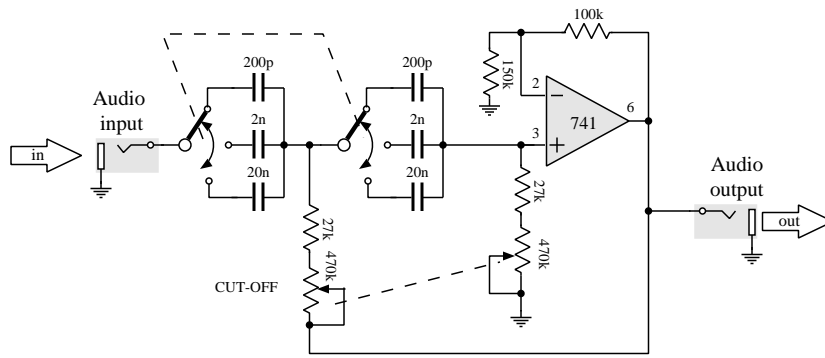 100k
150k
200p
200p
2
6
Audio
input
2n
2n
3
741
in
20n
20n
27k
27k
Audio
output
out
470k
470k
CUT-OFF